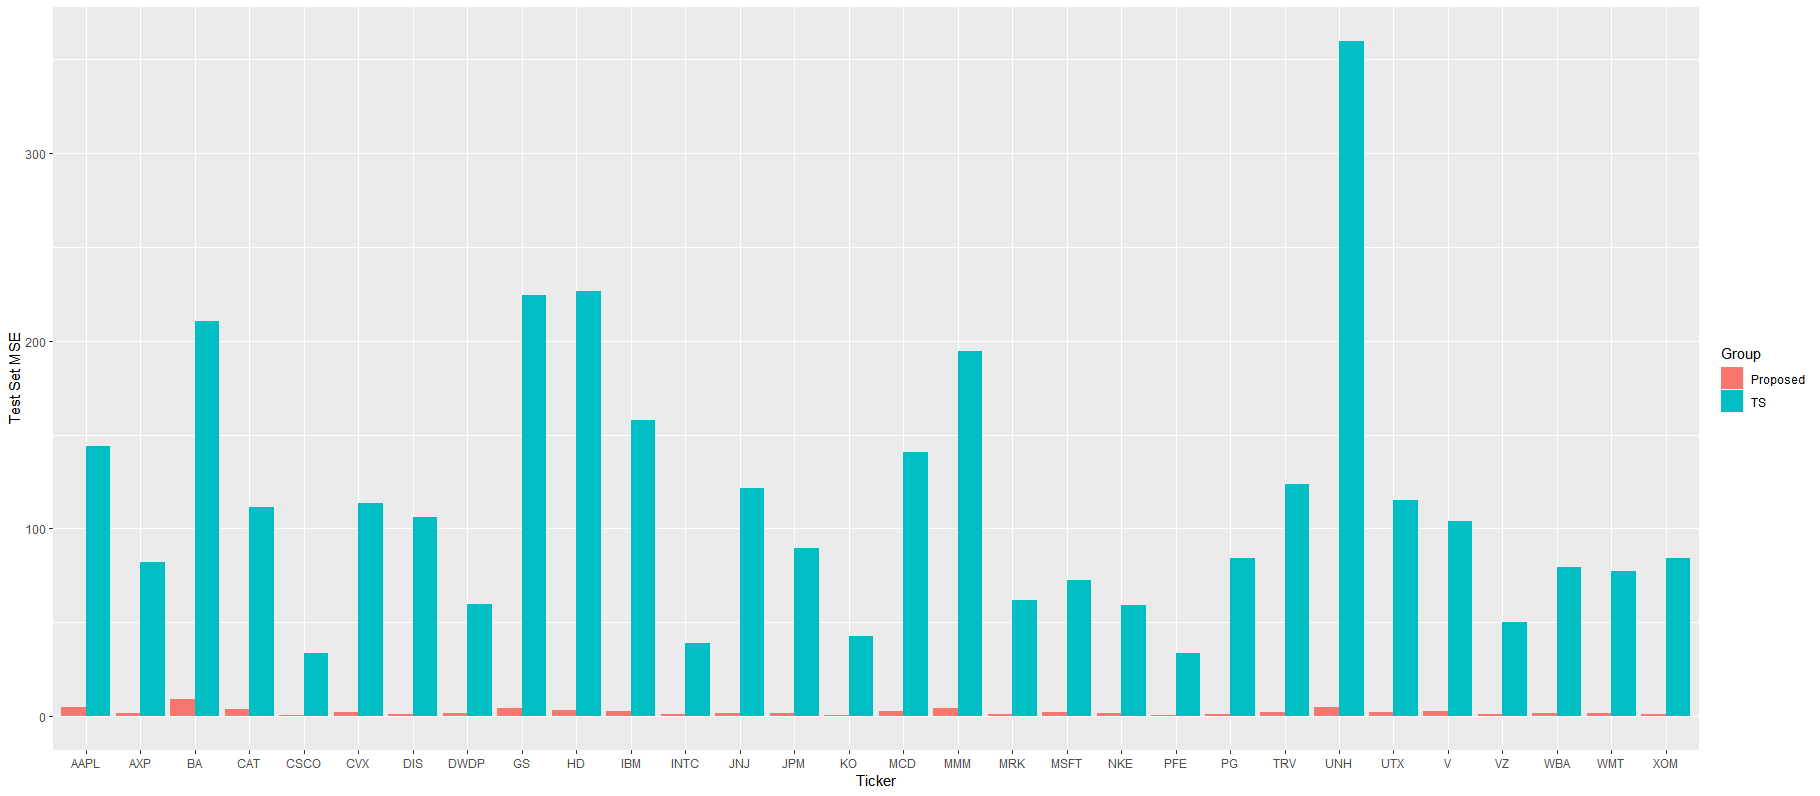 300
200
100
0
Test Set MSE
AAPL AXP BA CAT CSCO CVX DIS DWDP GS HD IBM INTC JNJ JPM KO MCD MMM MRK MSFT NKE PFE PG TRV UNH UTX V VZ WBA WMT XOM
Ticker
Group
Proposed
TS